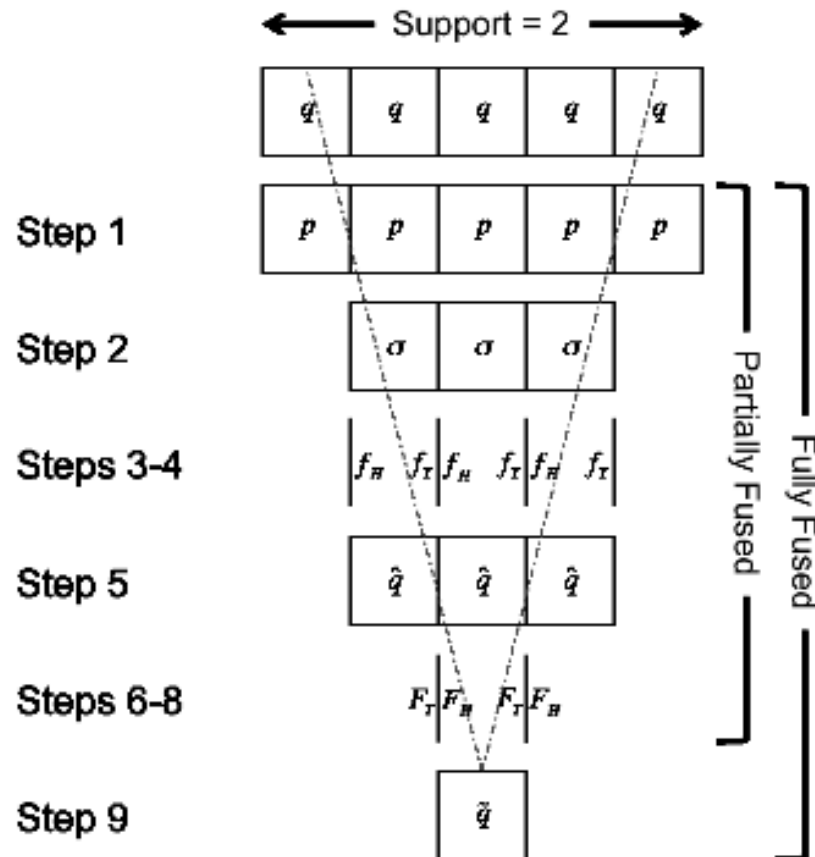 Support = 2
q q q q q
Step 1 p p p p p
Step 2 σ σ σ
Steps 3-4 f_H f_T f_H f_T f_H f_T
Step 5 q̂ q̂ q̂
Steps 6-8 F_T F_H F_T F_H
Step 9 q̃
Partially Fused
Fully Fused